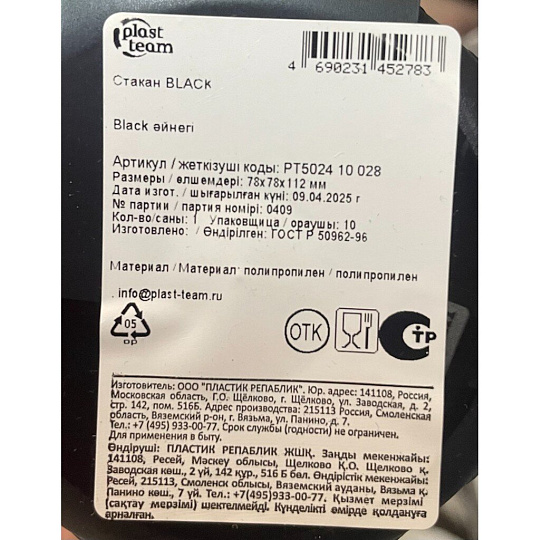 plast team
4 690231 452783
Стакан BLACK
Black әйнегі
Артикул / жеткізуші коды: PT5024 10 028
Размеры / өлшемдері: 78х78х112 мм
Дата изгот. / шығарылған күні: 09.04.2025 г
№ партии / партия нөмірі: 0409
Кол-во/саны: 1 Упаковщица / ораушы: 10
Изготовлено: / Өндірілген: ГОСТ Р 50962-96
Материал / Материал: полипропилен / полипропилен
. info@plast-team.ru
05
PP
ОТК
СТР
Изготовитель: ООО "ПЛАСТИК РЕПАБЛИК". Юр. адрес: 141108, Россия,
Московская область, Г.О. Щёлково, г. Щёлково, ул. Заводская, д. 2,
стр. 142, пом. 516Б. Адрес производства: 215113 Россия, Смоленская
область, Вяземский р-он, г. Вязьма, ул. Панино, д. 7.
Тел.: +7 (495) 933-00-77. Срок службы (годности) не ограничен.
Для применения в быту.
Өндіруші: ПЛАСТИК РЕПАБЛИК ЖШҚ. Заңды мекенжайы:
141108, Ресей, Мәскеу облысы, Щелково Қ.О. Щелково қ.
Заводская көш., 2 үй, 142 құр., 516 Б бөл. Өндірістік мекенжайы:
Ресей, 215113, Смоленск облысы, Вяземский ауданы, Вязьма қ.
Панино көш., 7 үй. Тел.: +7(495)933-00-77. Қызмет мерзімі
(сақтау мерзімі) шектелмейді. Күнделікті өмірде қолдануға
арналған.